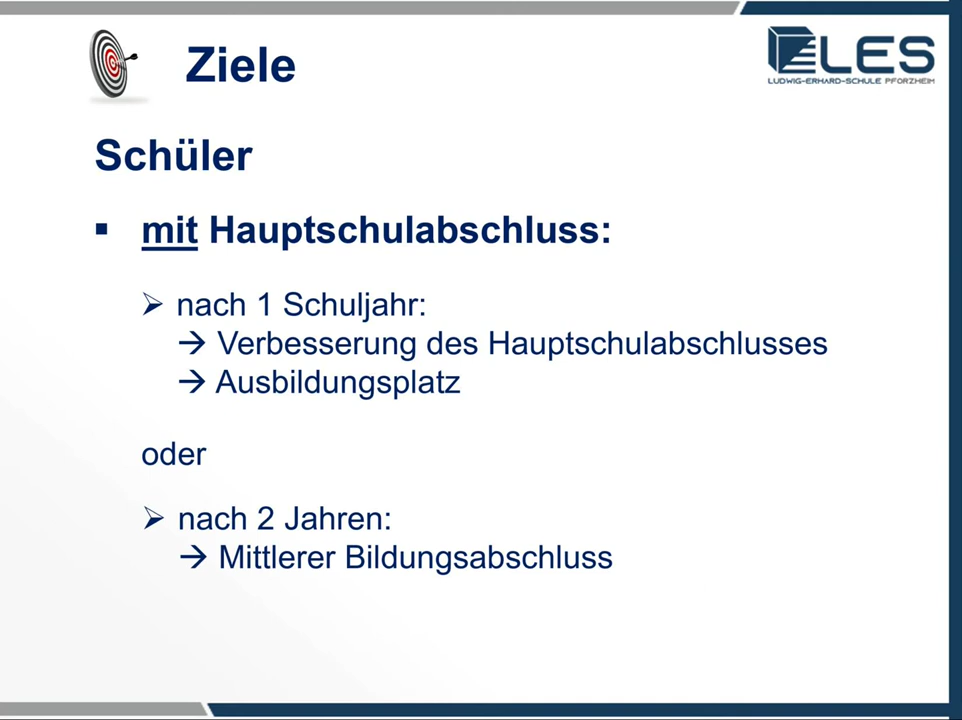 Ziele
LES
LUDWIG-ERHARD-SCHULE PFORZHEIM
Schüler
▪ mit Hauptschulabschluss:
➢ nach 1 Schuljahr:
→ Verbesserung des Hauptschulabschlusses
→ Ausbildungsplatz
oder
➢ nach 2 Jahren:
→ Mittlerer Bildungsabschluss